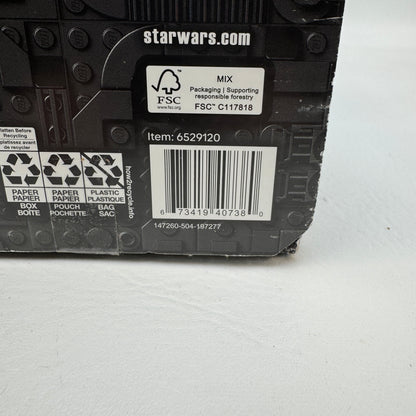 starwars.com
FSC
www.fsc.org
MIX
Packaging | Supporting
responsible forestry
FSC™ C117818
Flatten Before
Recycling
aplatissez avant
de recycler
PAPER
PAPIER
BOX
BOITE
PAPER
PAPIER
POUCH
POCHETTE
PLASTIC
PLASTIQUE
BAG
SAC
how2recycle.info
Item: 6529120
6 73419 40738 0
147260-504-187277